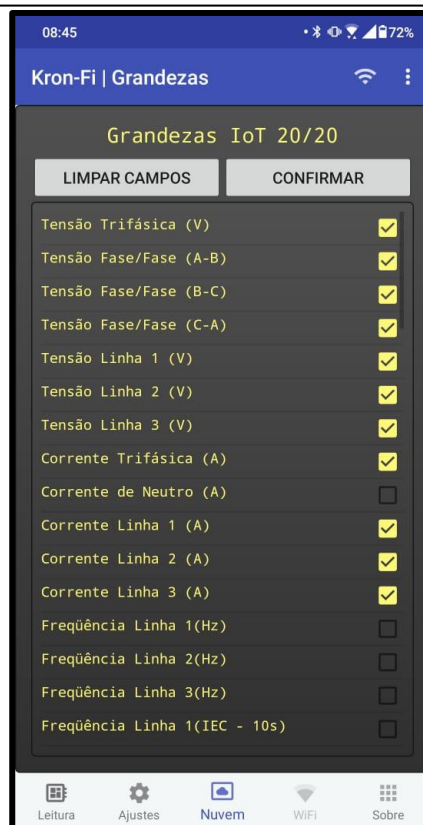 08:45 72%
Kron-Fi | Grandezas
Grandezas IoT 20/20
LIMPAR CAMPOS CONFIRMAR
Tensão Trifásica (V)
Tensão Fase/Fase (A-B)
Tensão Fase/Fase (B-C)
Tensão Fase/Fase (C-A)
Tensão Linha 1 (V)
Tensão Linha 2 (V)
Tensão Linha 3 (V)
Corrente Trifásica (A)
Corrente de Neutro (A)
Corrente Linha 1 (A)
Corrente Linha 2 (A)
Corrente Linha 3 (A)
Freqüência Linha 1(Hz)
Freqüência Linha 2(Hz)
Freqüência Linha 3(Hz)
Freqüência Linha 1(IEC - 10s)
Leitura Ajustes Nuvem WiFi Sobre